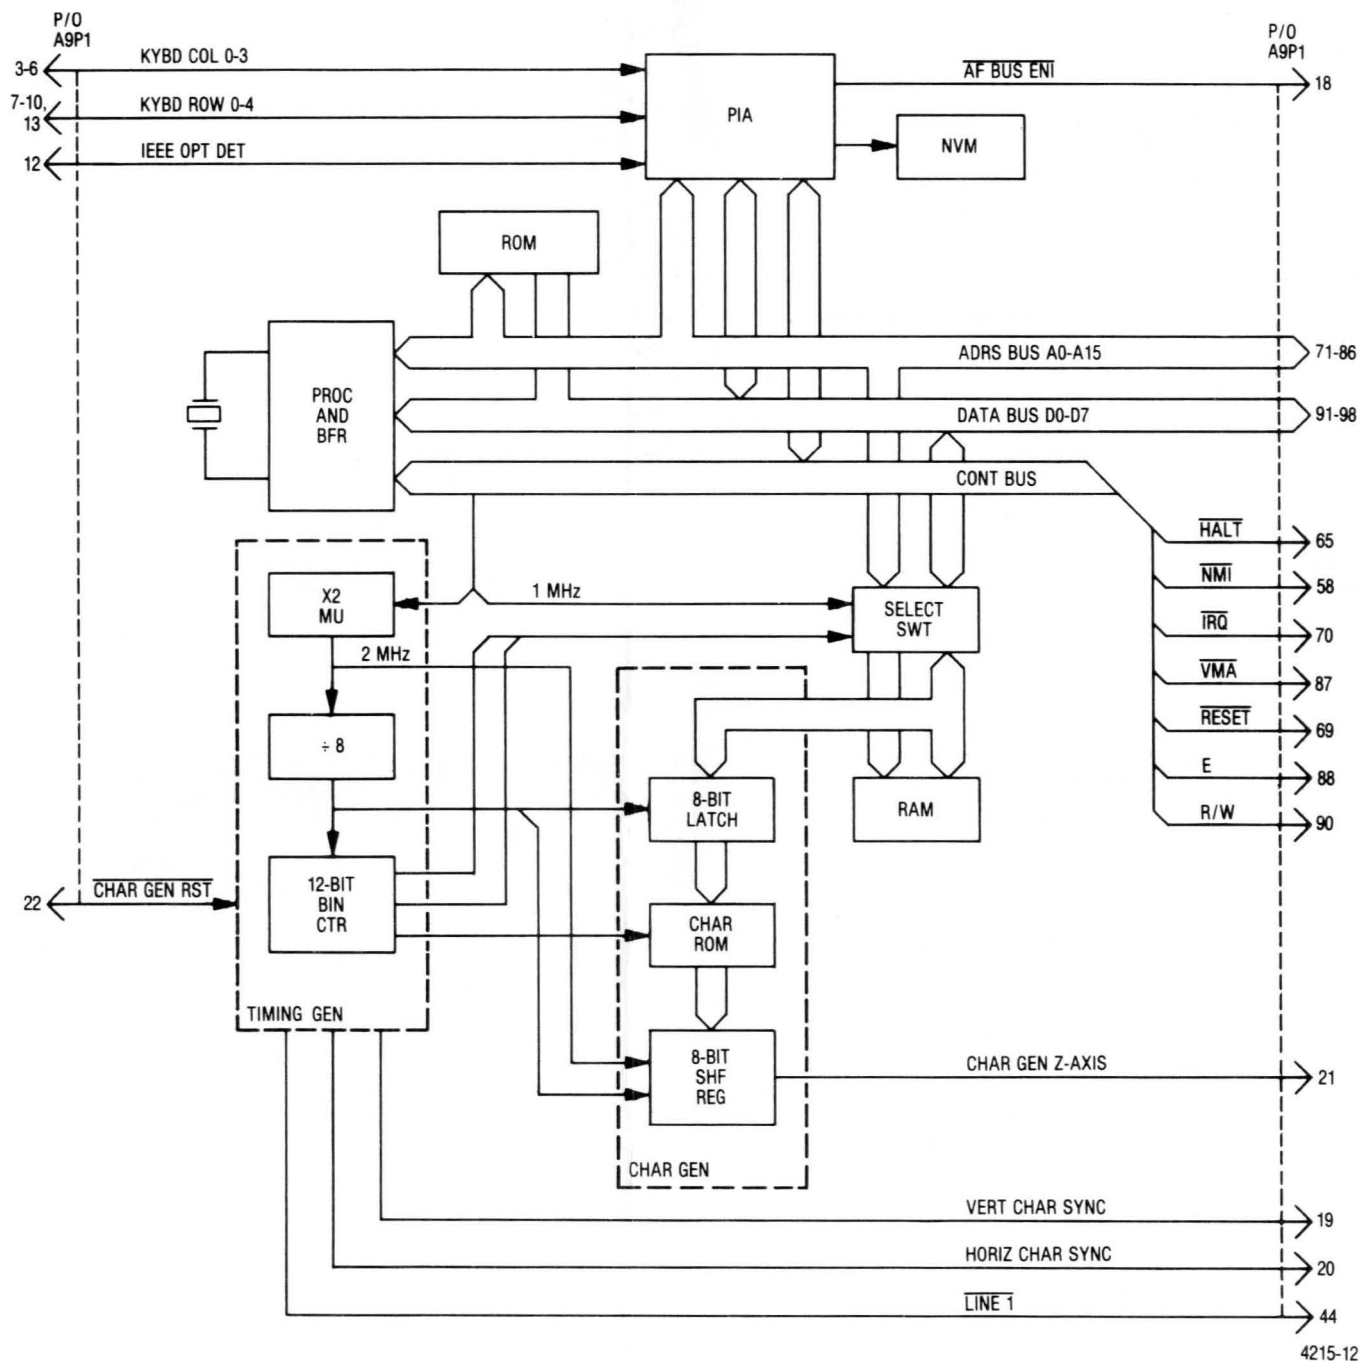 P/O
A9P1
P/O
A9P1
3-6
KYBD COL 0-3
AF BUS ENI
18
7-10,
13
KYBD ROW 0-4
PIA
12
IEEE OPT DET
NVM
ROM
PROC
AND
BFR
ADRS BUS A0-A15
71-86
DATA BUS D0-D7
91-98
CONT BUS
HALT
65
NMI
58
IRQ
70
VMA
87
RESET
69
E
88
R/W
90
X2
MU
1 MHz
SELECT
SWT
2 MHz
÷ 8
8-BIT
LATCH
RAM
22
CHAR GEN RST
12-BIT
BIN
CTR
CHAR
ROM
TIMING GEN
8-BIT
SHF
REG
CHAR GEN Z-AXIS
21
CHAR GEN
VERT CHAR SYNC
19
HORIZ CHAR SYNC
20
LINE 1
44
4215-12